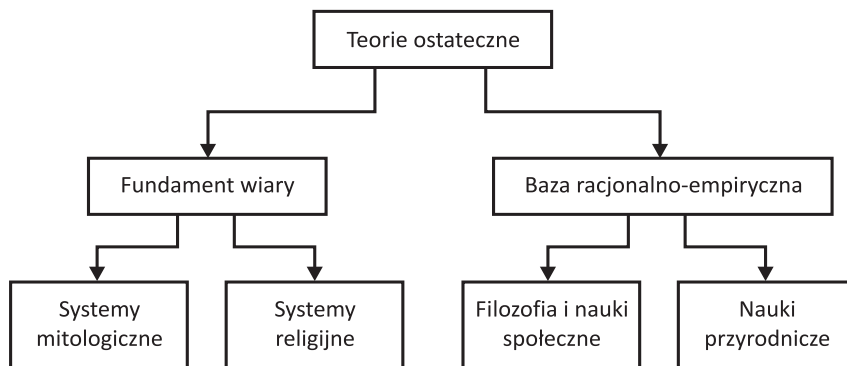 Teorie ostateczne
Fundament wiary
Baza racjonalno-empiryczna
Systemy
mitologiczne
Systemy
religijne
Filozofia i nauki
społeczne
Nauki
przyrodnicze